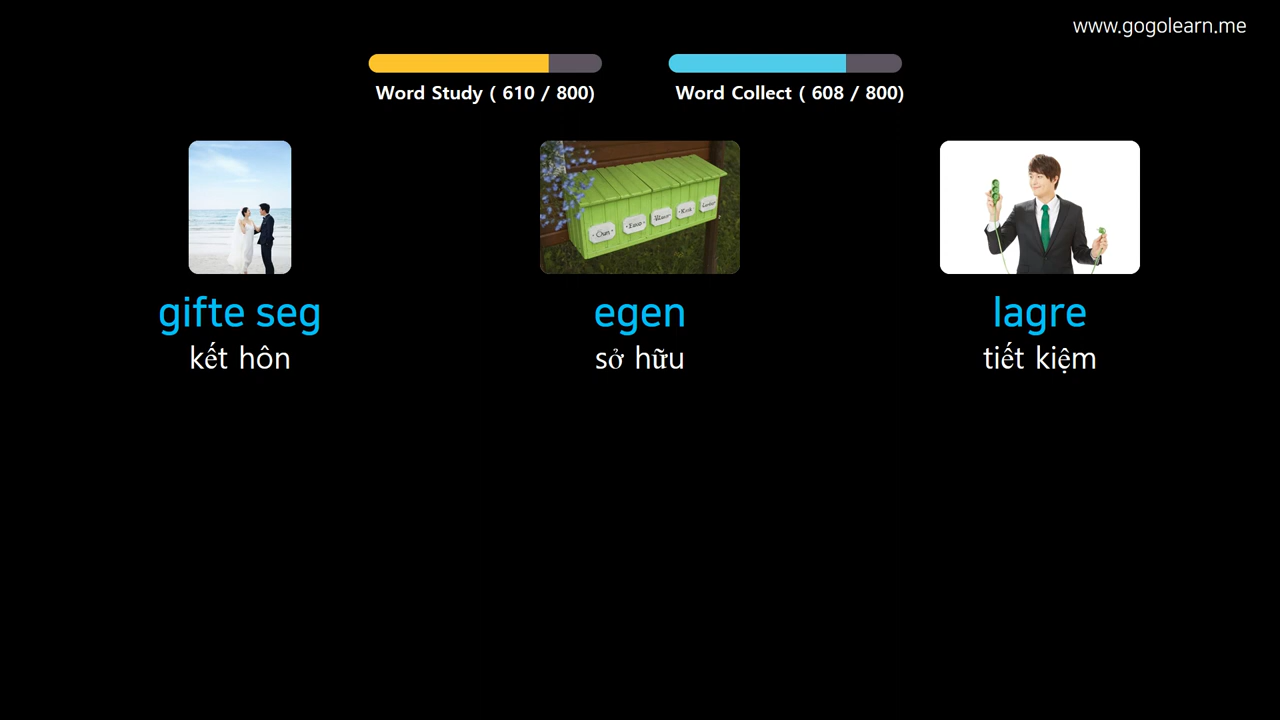 www.gogolearn.me
Word Study ( 610 / 800)
Word Collect ( 608 / 800)
gifte seg
kết hôn
egen
sở hữu
lagre
tiết kiệm